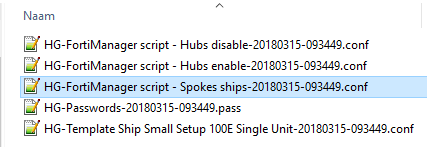 Naam
HG-FortiManager script - Hubs disable-20180315-093449.conf
HG-FortiManager script - Hubs enable-20180315-093449.conf
HG-FortiManager script - Spokes ships-20180315-093449.conf
HG-Passwords-20180315-093449.pass
HG-Template Ship Small Setup 100E Single Unit-20180315-093449.conf